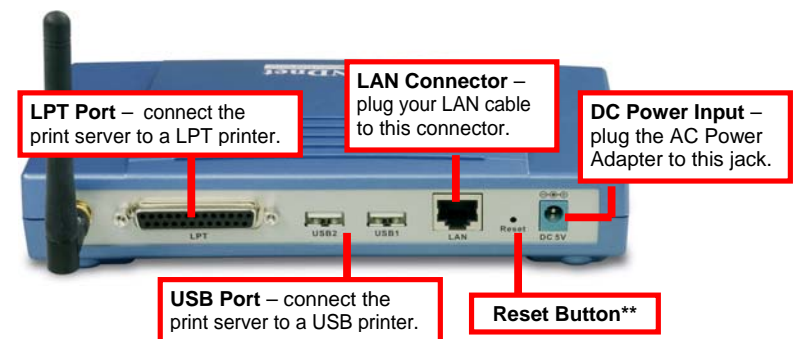 NDnet
LAN Connector –
plug your LAN cable
to this connector.
LPT Port – connect the
print server to a LPT printer.
DC Power Input –
plug the AC Power
Adapter to this jack.
LPT
USB2
USB1
LAN
Reset
DC 5V
USB Port – connect the
print server to a USB printer.
Reset Button**